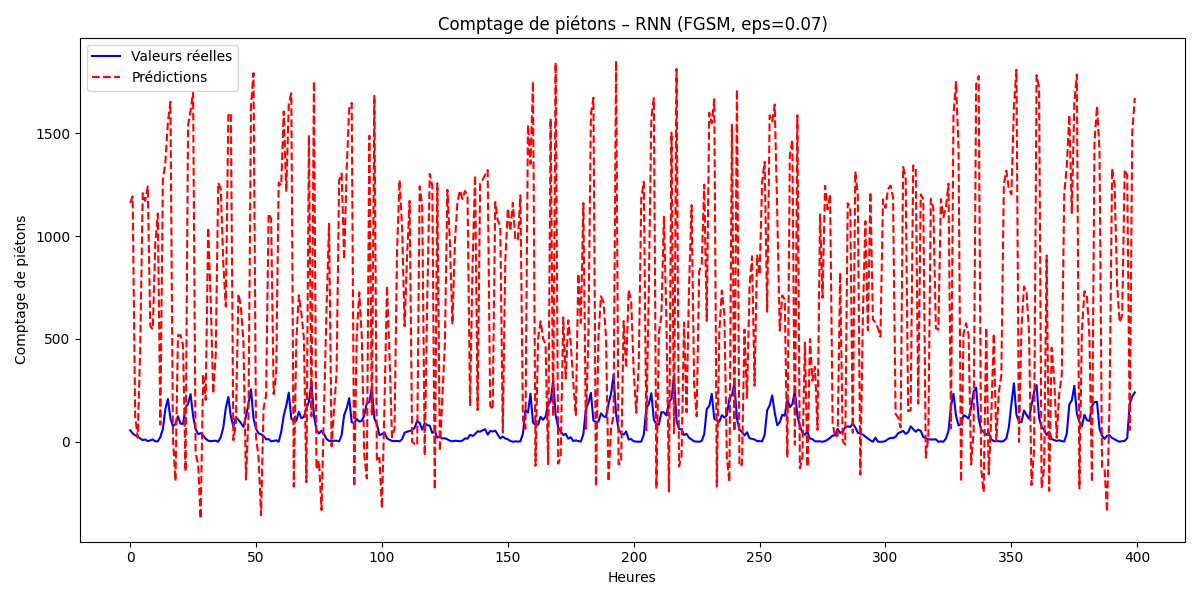 Comptage de piétons – RNN (FGSM, eps=0.07)
Valeurs réelles
Prédictions
Comptage de piétons
1500
1000
500
0
0 50 100 150 200 250 300 350 400
Heures